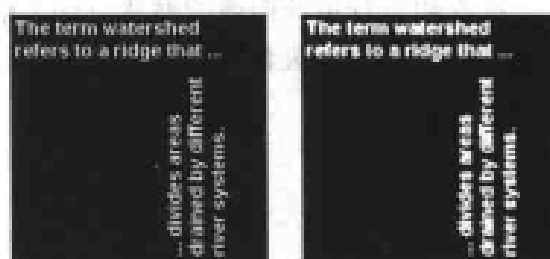 The term watershed
refers to a ridge that ...
... divides areas
drained by different
river systems.
The term watershed
refers to a ridge that ...
... divides areas
drained by different
river systems.